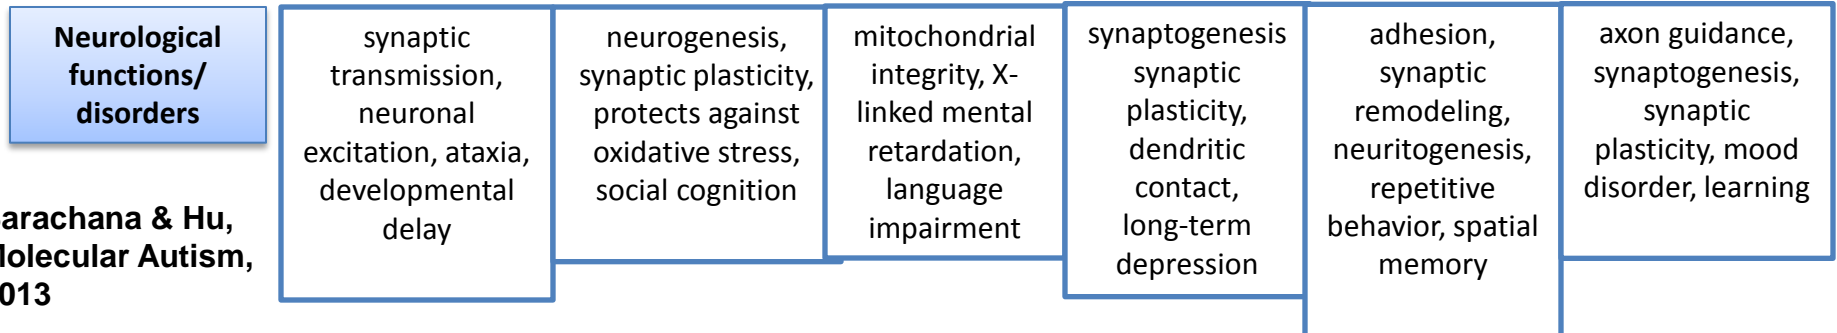 Neurological
functions/
disorders
synaptic
transmission,
neuronal
excitation, ataxia,
developmental
delay
neurogenesis,
synaptic plasticity,
protects against
oxidative stress,
social cognition
mitochondrial
integrity, X-
linked mental
retardation,
language
impairment
synaptogenesis
synaptic
plasticity,
dendritic
contact,
long-term
depression
adhesion,
synaptic
remodeling,
neuritogenesis,
repetitive
behavior, spatial
memory
axon guidance,
synaptogenesis,
synaptic
plasticity, mood
disorder, learning
arachana & Hu,
olecular Autism,
013